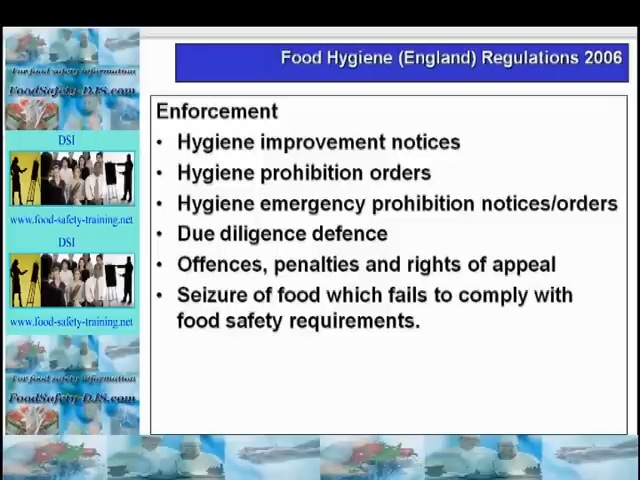 Food Hygiene (England) Regulations 2006
For food safety information
FoodSafety-DJS.com
DSI
www.food-safety-training.net
DSI
www.food-safety-training.net
For food safety information
FoodSafety-DJS.com
Enforcement
• Hygiene improvement notices
• Hygiene prohibition orders
• Hygiene emergency prohibition notices/orders
• Due diligence defence
• Offences, penalties and rights of appeal
• Seizure of food which fails to comply with
food safety requirements.